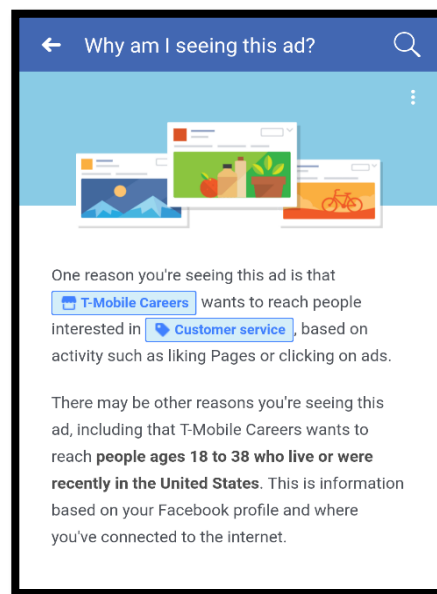 Why am I seeing this ad?
One reason you're seeing this ad is that
T-Mobile Careers wants to reach people
interested in Customer service, based on
activity such as liking Pages or clicking on ads.
There may be other reasons you're seeing this
ad, including that T-Mobile Careers wants to
reach people ages 18 to 38 who live or were
recently in the United States. This is information
based on your Facebook profile and where
you've connected to the internet.